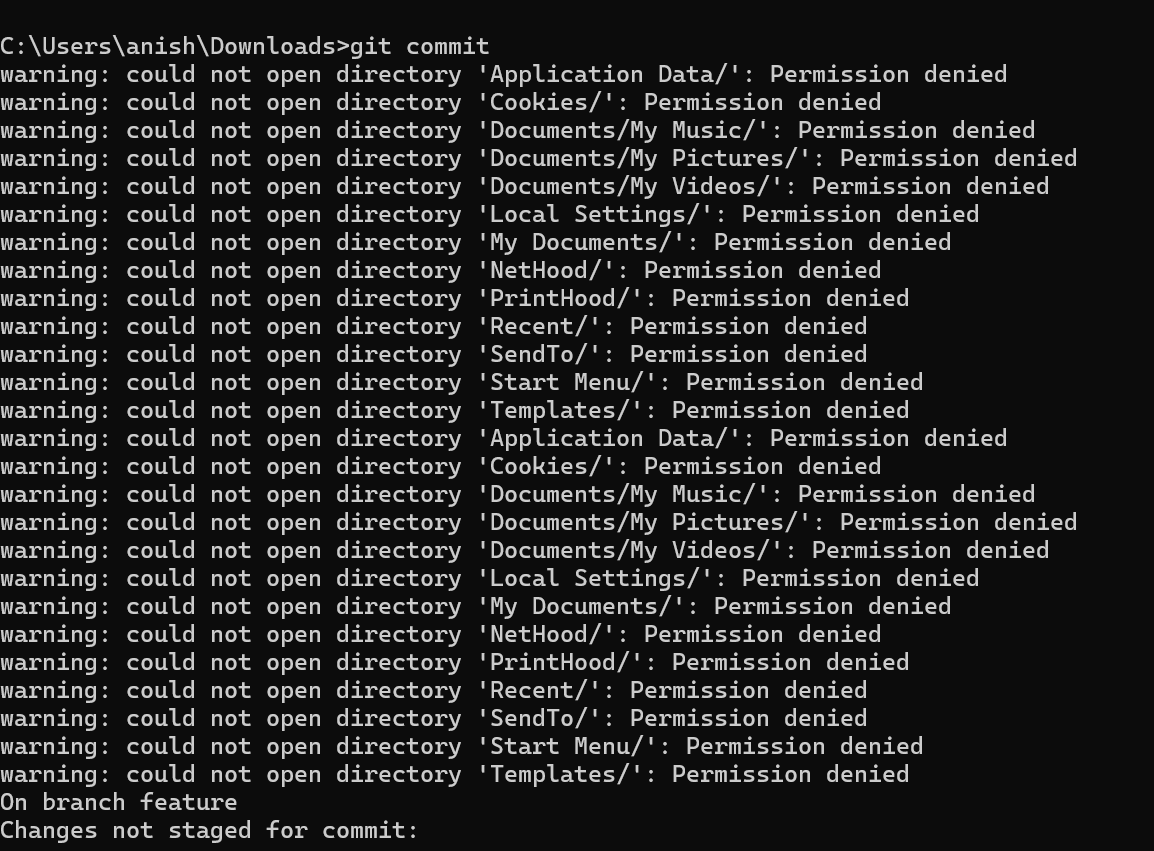 C:\Users\anish\Downloads>git commit
warning: could not open directory 'Application Data/': Permission denied
warning: could not open directory 'Cookies/': Permission denied
warning: could not open directory 'Documents/My Music/': Permission denied
warning: could not open directory 'Documents/My Pictures/': Permission denied
warning: could not open directory 'Documents/My Videos/': Permission denied
warning: could not open directory 'Local Settings/': Permission denied
warning: could not open directory 'My Documents/': Permission denied
warning: could not open directory 'NetHood/': Permission denied
warning: could not open directory 'PrintHood/': Permission denied
warning: could not open directory 'Recent/': Permission denied
warning: could not open directory 'SendTo/': Permission denied
warning: could not open directory 'Start Menu/': Permission denied
warning: could not open directory 'Templates/': Permission denied
warning: could not open directory 'Application Data/': Permission denied
warning: could not open directory 'Cookies/': Permission denied
warning: could not open directory 'Documents/My Music/': Permission denied
warning: could not open directory 'Documents/My Pictures/': Permission denied
warning: could not open directory 'Documents/My Videos/': Permission denied
warning: could not open directory 'Local Settings/': Permission denied
warning: could not open directory 'My Documents/': Permission denied
warning: could not open directory 'NetHood/': Permission denied
warning: could not open directory 'PrintHood/': Permission denied
warning: could not open directory 'Recent/': Permission denied
warning: could not open directory 'SendTo/': Permission denied
warning: could not open directory 'Start Menu/': Permission denied
warning: could not open directory 'Templates/': Permission denied
On branch feature
Changes not staged for commit: